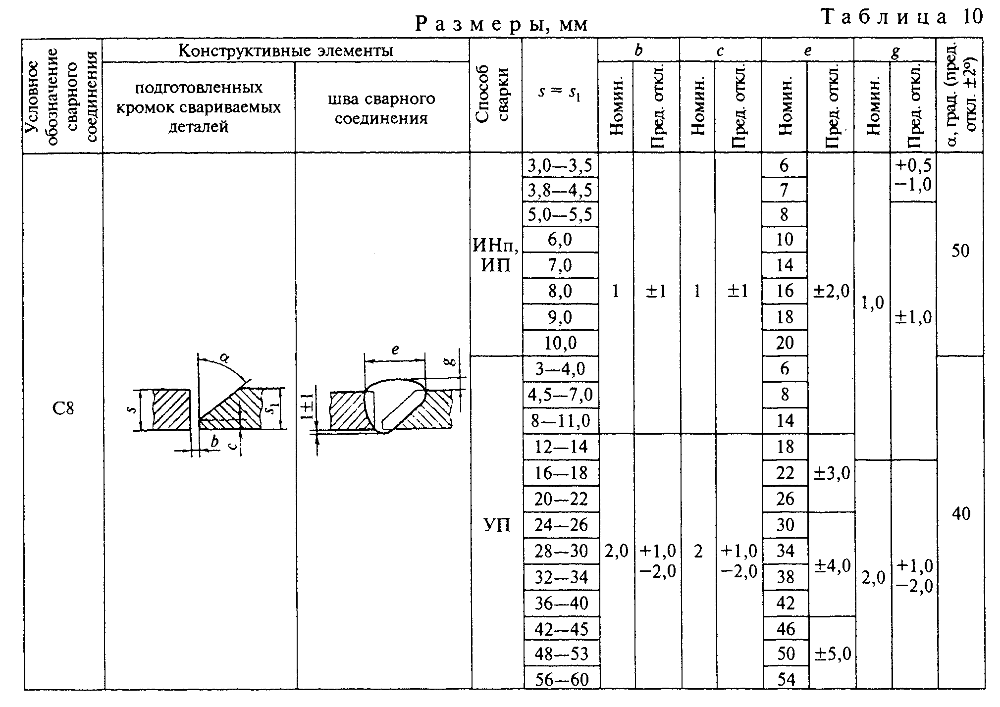 Таблица 10
Размеры, мм
Условное обозначение сварного соединения
Конструктивные элементы
подготовленных
кромок свариваемых
деталей
шва сварного
соединения
Способ сварки
s = s₁
b
c
e
g
Номин.
Пред. откл.
Номин.
Пред. откл.
Номин.
Пред. откл.
Номин.
Пред. откл.
α, град. (пред. откл. ±2°)
С8
α
s
s₁
b
c
e
g
1±1
ИНп,
ИП
3,0—3,5
3,8—4,5
5,0—5,5
6,0
7,0
8,0
9,0
10,0
УП
3—4,0
4,5—7,0
8—11,0
12—14
16—18
20—22
24—26
28—30
32—34
36—40
42—45
48—53
56—60
1
±1
2,0
+1,0
−2,0
1
±1
2
+1,0
−2,0
6
7
8
10
14
16
18
20
6
8
14
18
22
26
30
34
38
42
46
50
54
±2,0
±3,0
±4,0
±5,0
1,0
2,0
+0,5
−1,0
±1,0
+1,0
−2,0
50
40